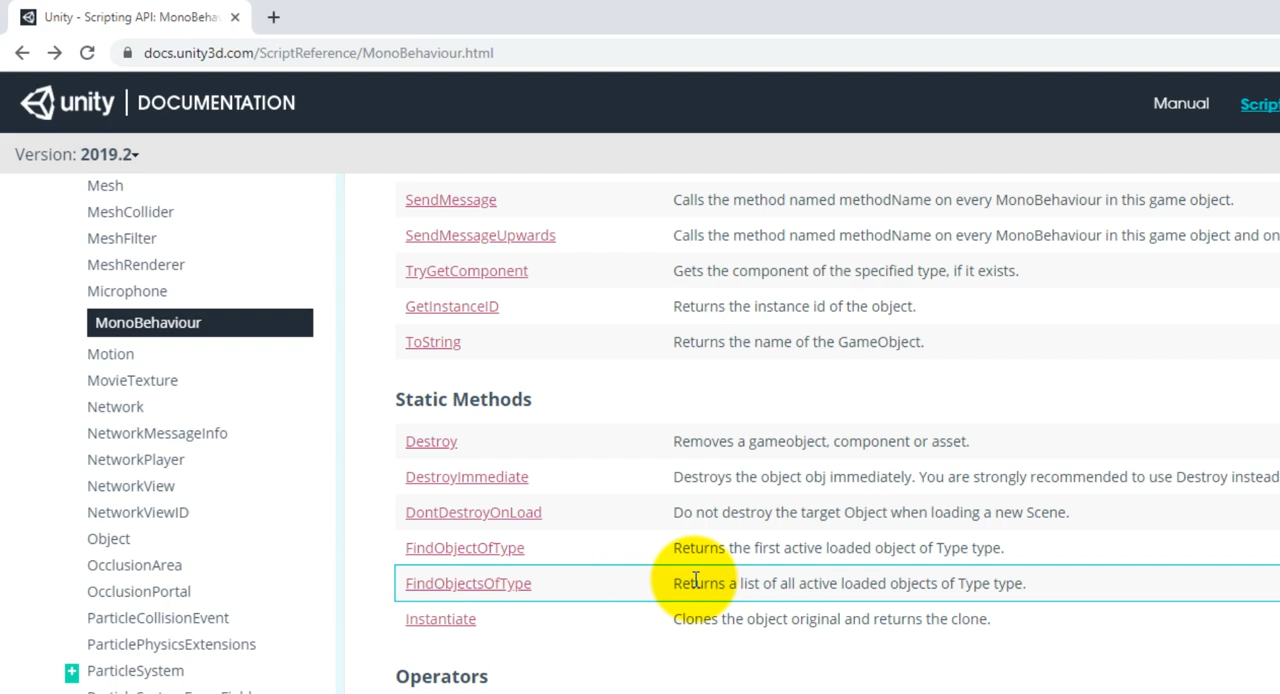 Unity - Scripting API: MonoBeha
docs.unity3d.com/ScriptReference/MonoBehaviour.html
unity | DOCUMENTATION
Manual
Scrip
Version: 2019.2
Mesh
MeshCollider
MeshFilter
MeshRenderer
Microphone
MonoBehaviour
Motion
MovieTexture
Network
NetworkMessageInfo
NetworkPlayer
NetworkView
NetworkViewID
Object
OcclusionArea
OcclusionPortal
ParticleCollisionEvent
ParticlePhysicsExtensions
ParticleSystem
SendMessage Calls the method named methodName on every MonoBehaviour in this game object.
SendMessageUpwards Calls the method named methodName on every MonoBehaviour in this game object and on
TryGetComponent Gets the component of the specified type, if it exists.
GetInstanceID Returns the instance id of the object.
ToString Returns the name of the GameObject.
Static Methods
Destroy Removes a gameobject, component or asset.
DestroyImmediate Destroys the object obj immediately. You are strongly recommended to use Destroy instead
DontDestroyOnLoad Do not destroy the target Object when loading a new Scene.
FindObjectOfType Returns the first active loaded object of Type type.
FindObjectsOfType Returns a list of all active loaded objects of Type type.
Instantiate Clones the object original and returns the clone.
Operators